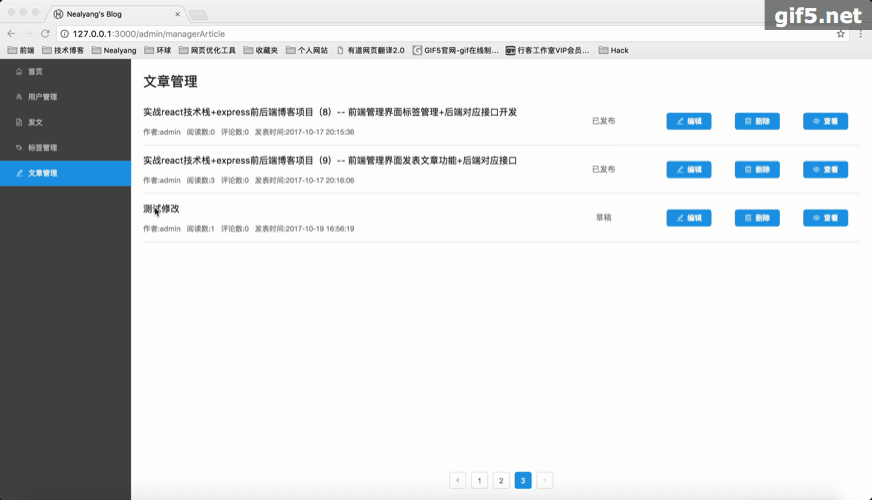 Nealyang's Blog
gif5.net
127.0.0.1:3000/admin/managerArticle
前端 技术博客 Nealyang 环球 网页优化工具 收藏夹 个人网站 有道网页翻译2.0 GIF5官网-gif在线制... 行客工作室VIP会员... Hack
首页
用户管理
发文
标签管理
文章管理
文章管理
实战react技术栈+express前后端博客项目（8）-- 前端管理界面标签管理+后端对应接口开发
作者:admin 阅读数:0 评论数:0 发表时间:2017-10-17 20:15:36
已发布 编辑 删除 查看
实战react技术栈+express前后端博客项目（9）-- 前端管理界面发表文章功能+后端对应接口
作者:admin 阅读数:3 评论数:0 发表时间:2017-10-17 20:16:06
已发布 编辑 删除 查看
测试修改
作者:admin 阅读数:1 评论数:0 发表时间:2017-10-19 16:56:19
草稿 编辑 删除 查看
< 1 2 3 >